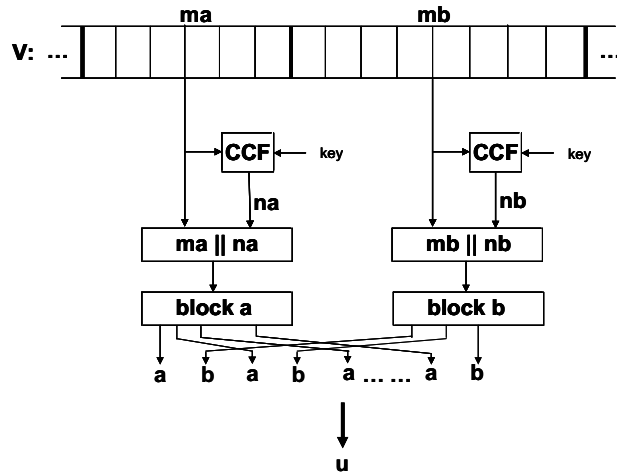 ma mb
V: ... ...
CCF key CCF key
na nb
ma || na mb || nb
block a block b
a b a b a ... ... a b
u